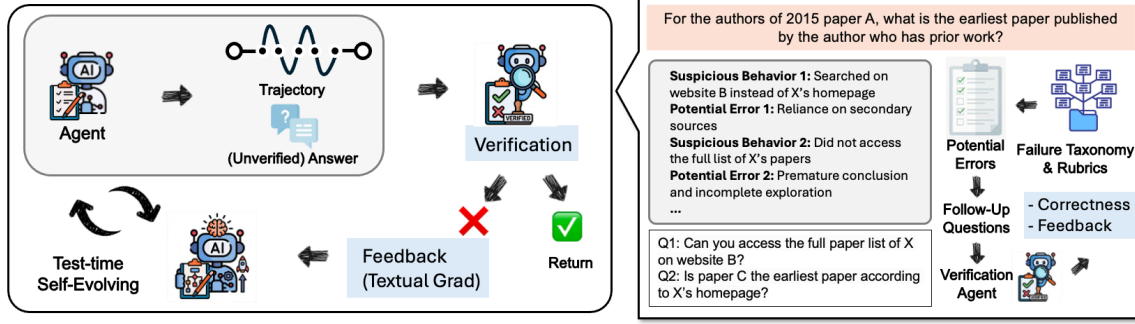 AI
Agent
Trajectory
?
(Unverified) Answer
VERIFIED
Verification
Return
Feedback
(Textual Grad)
AI
Test-time
Self-Evolving
For the authors of 2015 paper A, what is the earliest paper published
by the author who has prior work?
Suspicious Behavior 1: Searched on
website B instead of X's homepage
Potential Error 1: Reliance on secondary
sources
Suspicious Behavior 2: Did not access
the full list of X's papers
Potential Error 2: Premature conclusion
and incomplete exploration
...
Q1: Can you access the full paper list of X
on website B?
Q2: Is paper C the earliest paper according
to X's homepage?
Potential
Errors
Failure Taxonomy
& Rubrics
Follow-Up
Questions
- Correctness
- Feedback
Verification
Agent